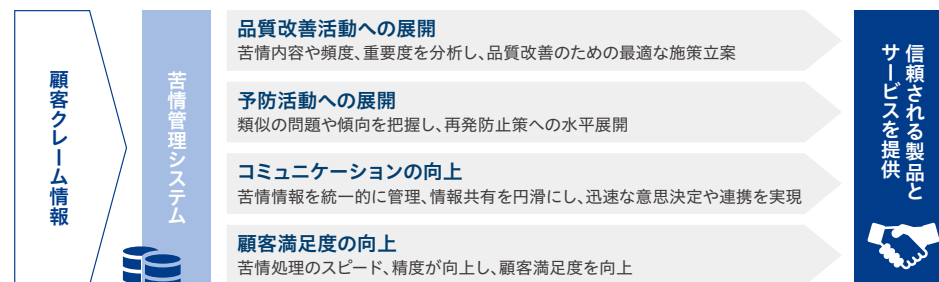 顧客クレーム情報
苦情管理システム
品質改善活動への展開
苦情内容や頻度、重要度を分析し、品質改善のための最適な施策立案
予防活動への展開
類似の問題や傾向を把握し、再発防止策への水平展開
コミュニケーションの向上
苦情情報を統一的に管理、情報共有を円滑にし、迅速な意思決定や連携を実現
顧客満足度の向上
苦情処理のスピード、精度が向上し、顧客満足度を向上
信頼される製品と
サービスを提供